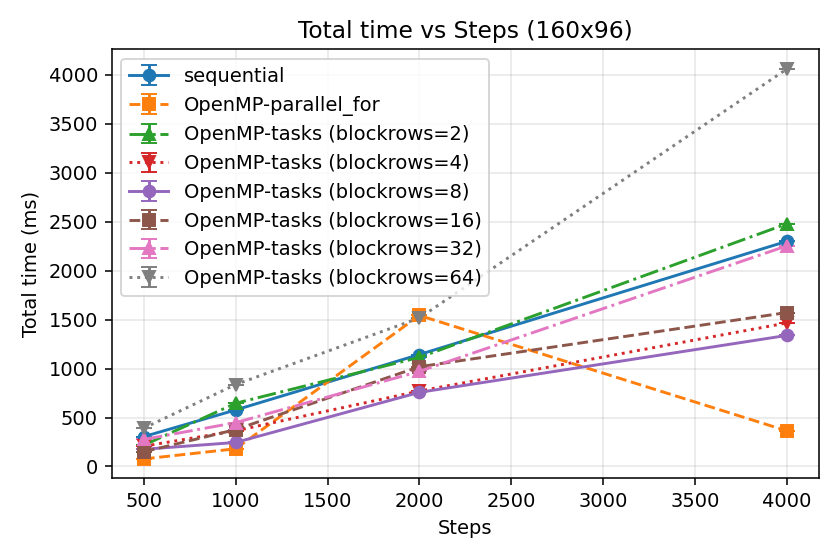 Total time vs Steps (160x96)
4000
3500
3000
2500
2000
1500
1000
500
0
Total time (ms)
sequential
OpenMP-parallel_for
OpenMP-tasks (blockrows=2)
OpenMP-tasks (blockrows=4)
OpenMP-tasks (blockrows=8)
OpenMP-tasks (blockrows=16)
OpenMP-tasks (blockrows=32)
OpenMP-tasks (blockrows=64)
500 1000 1500 2000 2500 3000 3500 4000
Steps